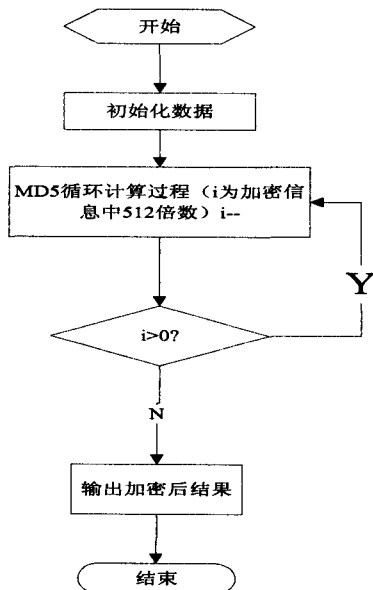 开始
初始化数据
MD5循环计算过程（i为加密信
息中512倍数）i--
Y
i>0?
N
输出加密后结果
结束